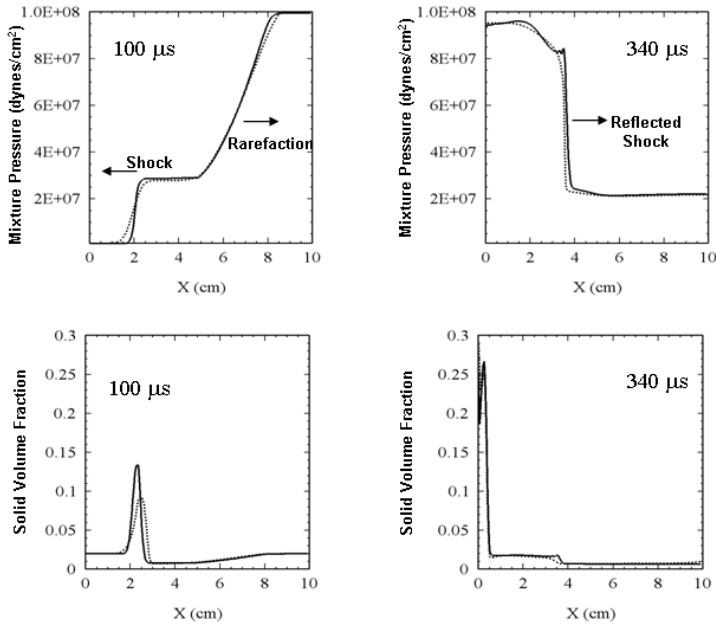 Mixture Pressure (dynes/cm²)
1.0E+08
8E+07
6E+07
4E+07
2E+07
100 μs
Shock
Rarefaction
0 2 4 6 8 10
X (cm)
Mixture Pressure (dynes/cm²)
1.0E+08
8E+07
6E+07
4E+07
2E+07
340 μs
Reflected
Shock
0 2 4 6 8 10
X (cm)
Solid Volume Fraction
0.3
0.25
0.2
0.15
0.1
0.05
0
100 μs
0 2 4 6 8 10
X (cm)
Solid Volume Fraction
0.3
0.25
0.2
0.15
0.1
0.05
0
340 μs
0 2 4 6 8 10
X (cm)